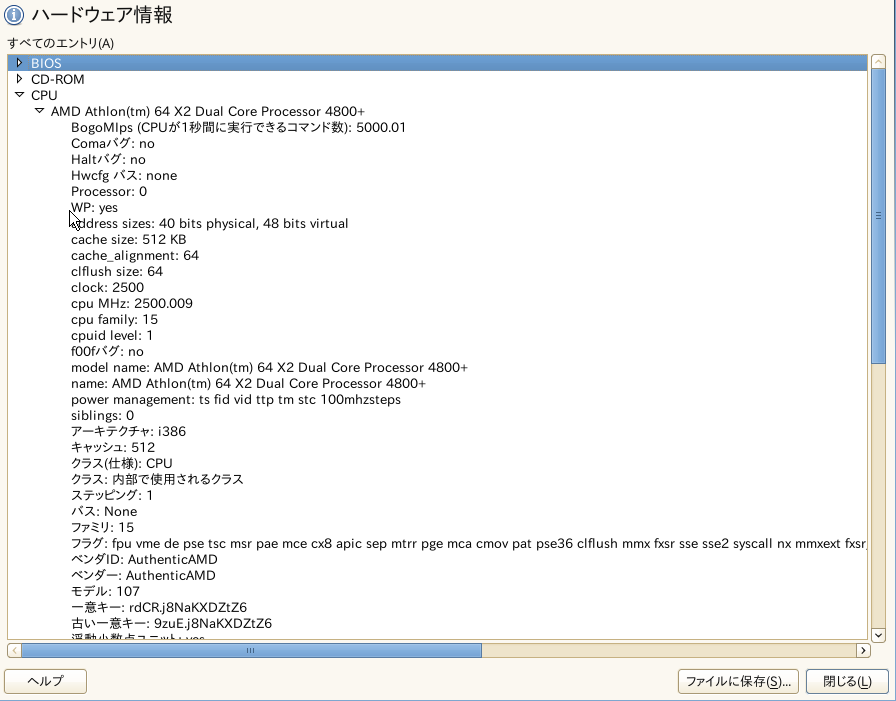 ハードウェア情報
すべてのエントリ(A)
BIOS
CD-ROM
CPU
AMD Athlon(tm) 64 X2 Dual Core Processor 4800+
BogoMIps (CPUが1秒間に実行できるコマンド数): 5000.01
Comaバグ: no
Haltバグ: no
Hwcfg バス: none
Processor: 0
WP: yes
address sizes: 40 bits physical, 48 bits virtual
cache size: 512 KB
cache_alignment: 64
clflush size: 64
clock: 2500
cpu MHz: 2500.009
cpu family: 15
cpuid level: 1
f00fバグ: no
model name: AMD Athlon(tm) 64 X2 Dual Core Processor 4800+
name: AMD Athlon(tm) 64 X2 Dual Core Processor 4800+
power management: ts fid vid ttp tm stc 100mhzsteps
siblings: 0
アーキテクチャ: i386
キャッシュ: 512
クラス(仕様): CPU
クラス: 内部で使用されるクラス
ステッピング: 1
バス: None
ファミリ: 15
フラグ: fpu vme de pse tsc msr pae mce cx8 apic sep mtrr pge mca cmov pat pse36 clflush mmx fxsr sse sse2 syscall nx mmxext fxsr
ベンダID: AuthenticAMD
ベンダー: AuthenticAMD
モデル: 107
一意キー: rdCR.j8NaKXDZtZ6
古い一意キー: 9zuE.j8NaKXDZtZ6
浮動小数点ユニット: yes
ヘルプ
ファイルに保存(S)...
閉じる(L)